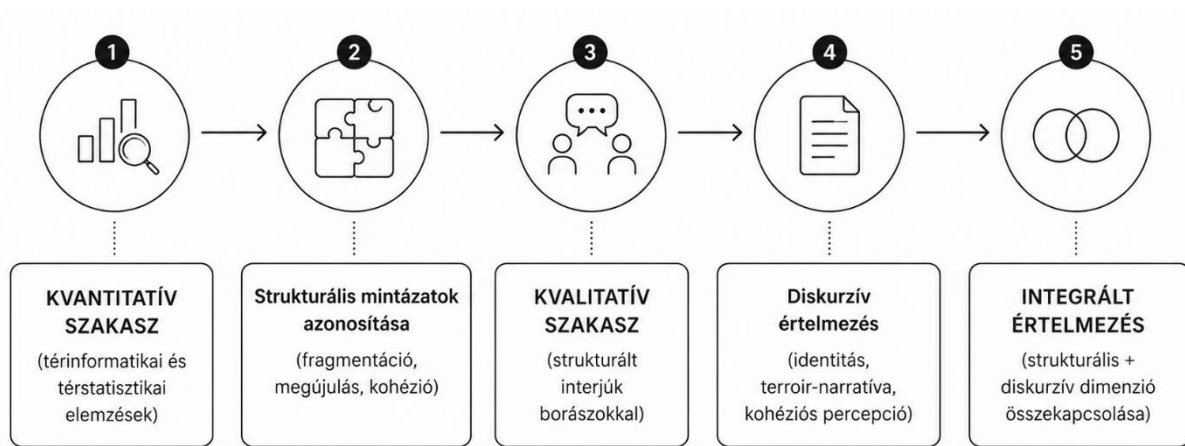 1
2
3
4
5
KVANTITATÍV
SZAKASZ
(térinformatikai és
térstatisztikai
elemzések)
Strukturális mintázatok
azonosítása
(fragmentáció,
megújulás, kohézió)
KVALITATÍV
SZAKASZ
(strukturált
interjúk
borászokkal)
Diskurzív
értelmezés
(identitás,
terroir-narratíva,
kohéziós percepció)
INTEGRÁLT
ÉRTELMEZÉS
(strukturális +
diskurzív dimenzió
összekapcsolása)